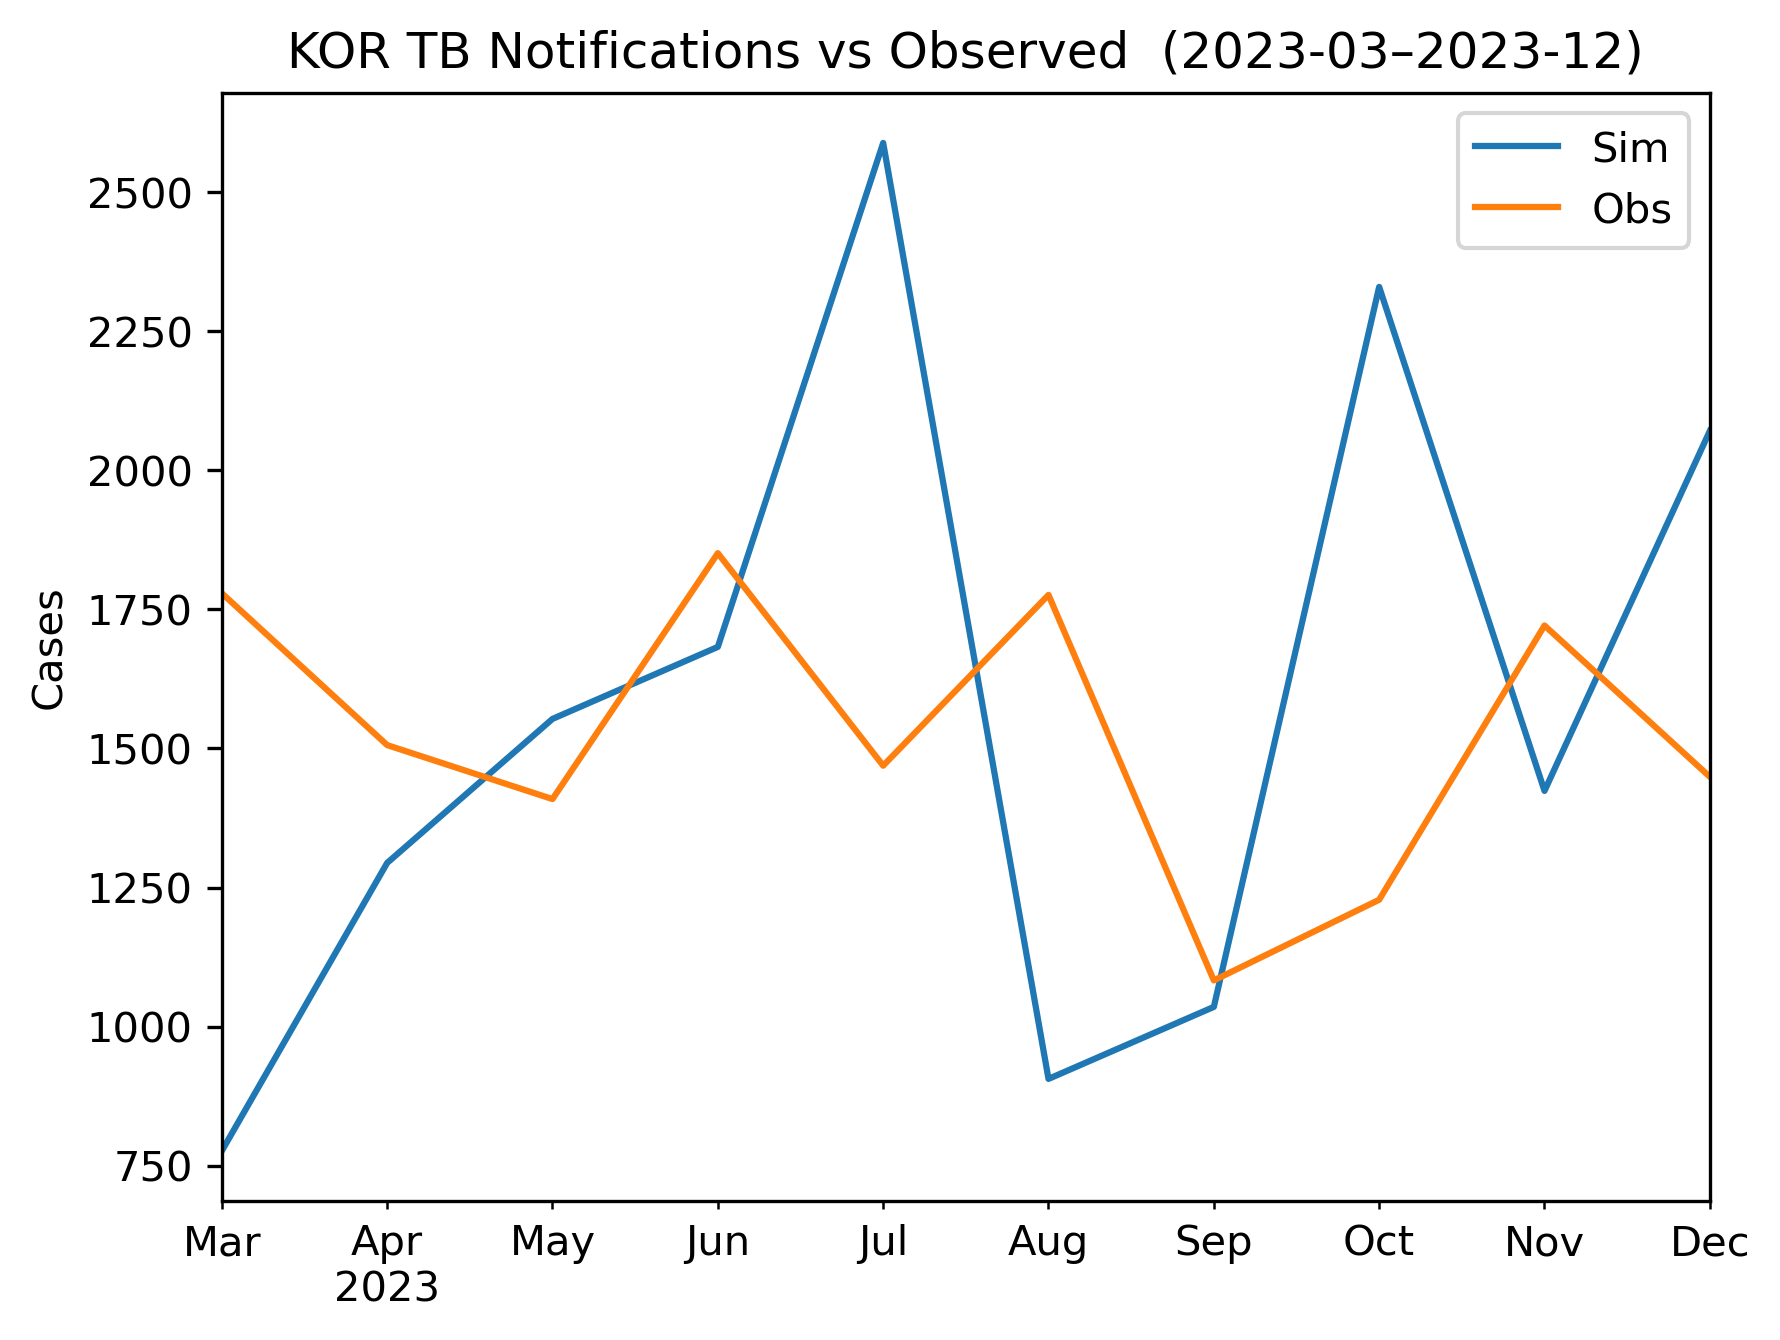 KOR TB Notifications vs Observed  (2023-03–2023-12)
Sim
Obs
Cases
2500
2250
2000
1750
1500
1250
1000
750
Mar Apr May Jun Jul Aug Sep Oct Nov Dec
2023